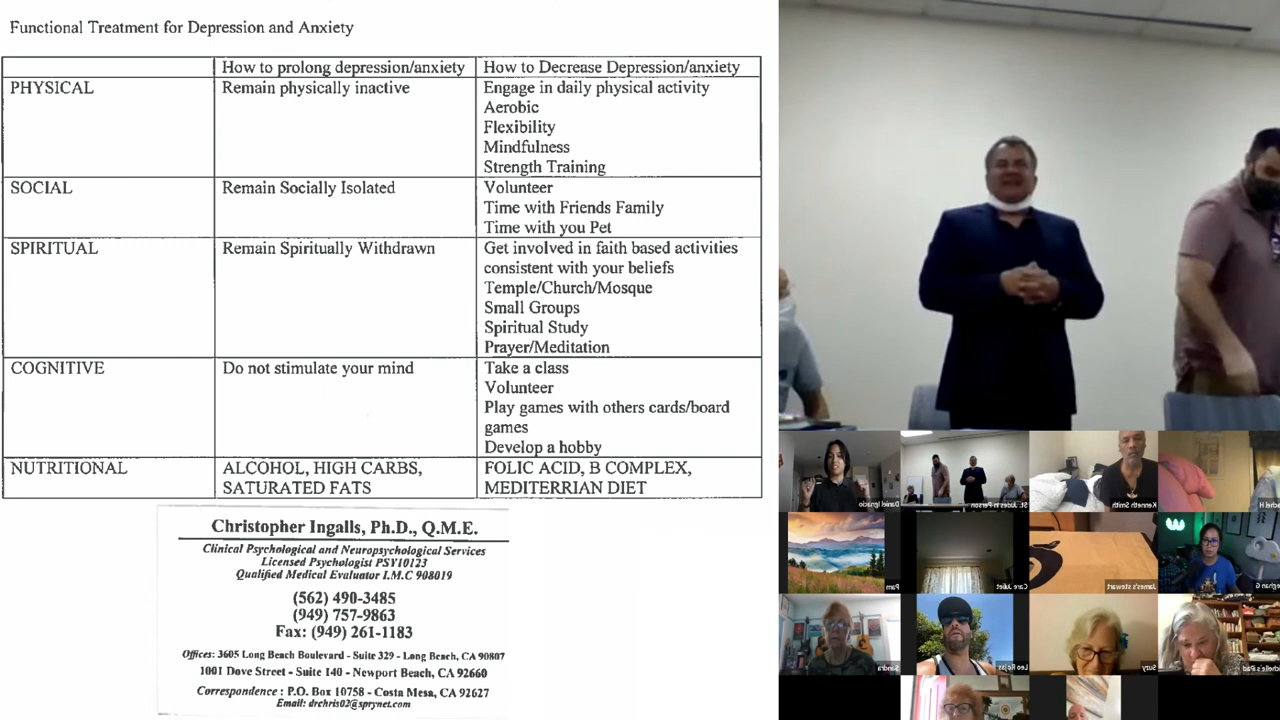 Functional Treatment for Depression and Anxiety
How to prolong depression/anxiety How to Decrease Depression/anxiety
PHYSICAL Remain physically inactive Engage in daily physical activity
Aerobic
Flexibility
Mindfulness
Strength Training
SOCIAL Remain Socially Isolated Volunteer
Time with Friends Family
Time with you Pet
SPIRITUAL Remain Spiritually Withdrawn Get involved in faith based activities
consistent with your beliefs
Temple/Church/Mosque
Small Groups
Spiritual Study
Prayer/Meditation
COGNITIVE Do not stimulate your mind Take a class
Volunteer
Play games with others cards/board
games
Develop a hobby
NUTRITIONAL ALCOHOL, HIGH CARBS, FOLIC ACID, B COMPLEX,
SATURATED FATS MEDITERRIAN DIET
Christopher Ingalls, Ph.D., Q.M.E.
Clinical Psychological and Neuropsychological Services
Licensed Psychologist PSY10123
Qualified Medical Evaluator I.M.C 908019
(562) 490-3485
(949) 757-9863
Fax: (949) 261-1183
Offices: 3605 Long Beach Boulevard - Suite 329 - Long Beach, CA 90807
1001 Dove Street - Suite 140 - Newport Beach, CA 92660
Correspondence : P.O. Box 10758 - Costa Mesa, CA 92627
Email: drchris02@sprynet.com
Daniel Ignacio
St. Judes In Person
Kenneth Smith
achel H
Pam
Care Juliet
James's stewart
eghan G
Sandra
Leo Rojas
Suzy
ichelle's iPad